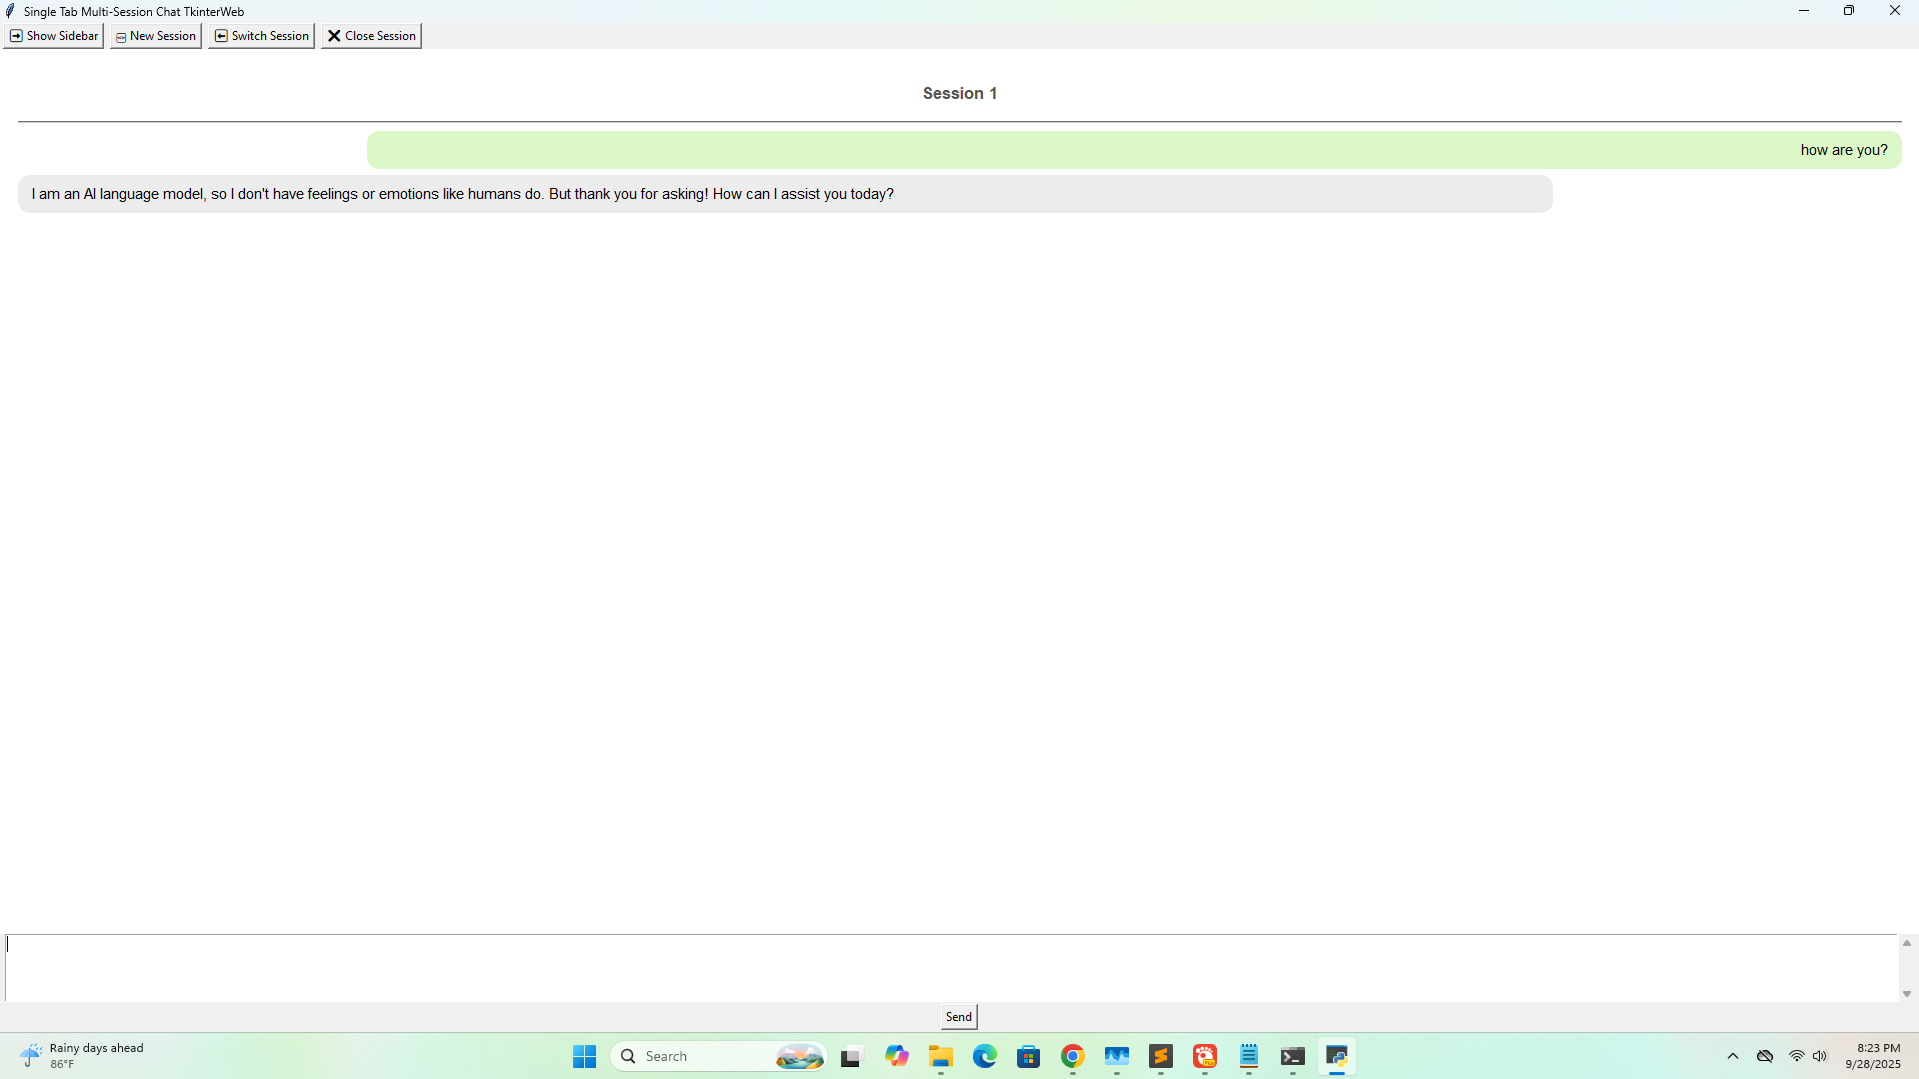 Single Tab Multi-Session Chat TkinterWeb
Show Sidebar New Session Switch Session Close Session
Session 1
how are you?
I am an AI language model, so I don't have feelings or emotions like humans do. But thank you for asking! How can I assist you today?
Send
Rainy days ahead
86°F
Search
8:23 PM
9/28/2025